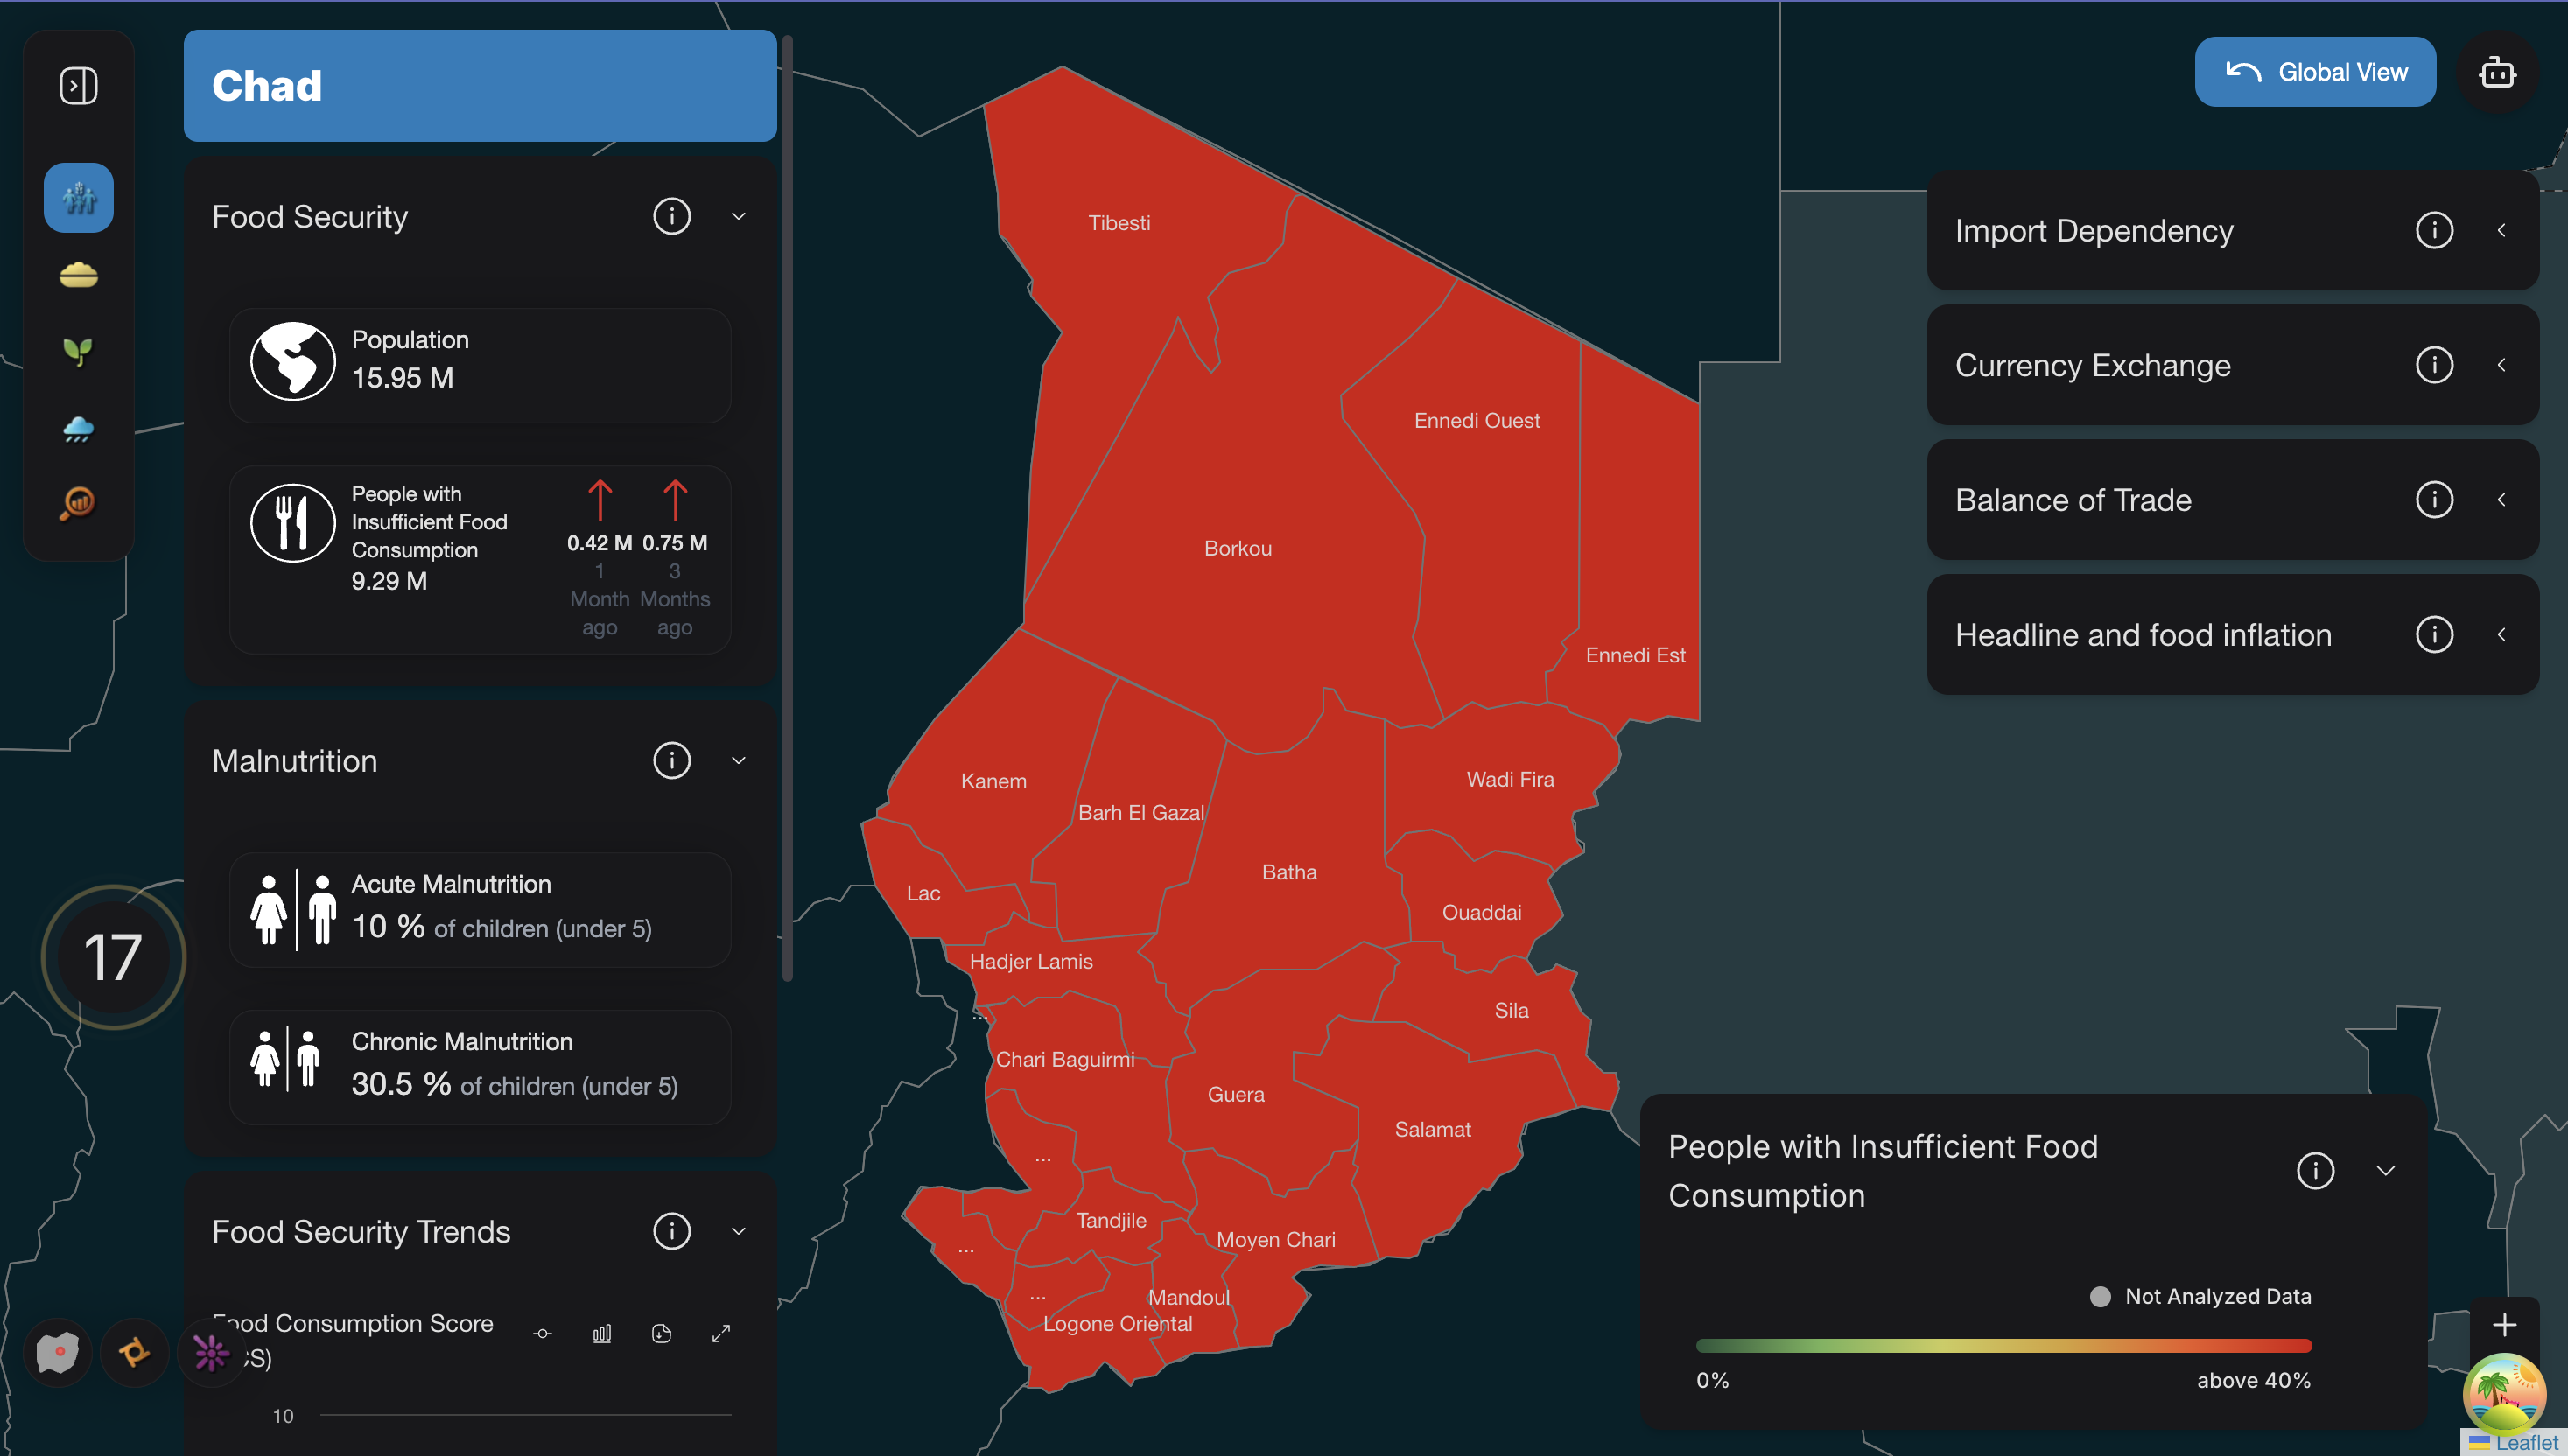 Chad
Food Security
Population
15.95 M
People with
Insufficient Food
Consumption
9.29 M
0.42 M
1
Month
ago
0.75 M
3
Months
ago
Malnutrition
Acute Malnutrition
10 % of children (under 5)
Chronic Malnutrition
30.5 % of children (under 5)
Food Security Trends
Food Consumption Score
CS)
10
17
Tibesti
Ennedi Ouest
Borkou
Ennedi Est
Kanem
Wadi Fira
Barh El Gazal
Batha
Lac
Ouaddai
Hadjer Lamis
Sila
...
Chari Baguirmi
Guera
Salamat
...
Tandjile
Moyen Chari
...
...
Mandoul
Logone Oriental
Global View
Import Dependency
Currency Exchange
Balance of Trade
Headline and food inflation
People with Insufficient Food
Consumption
Not Analyzed Data
0%
above 40%
+
Leaflet